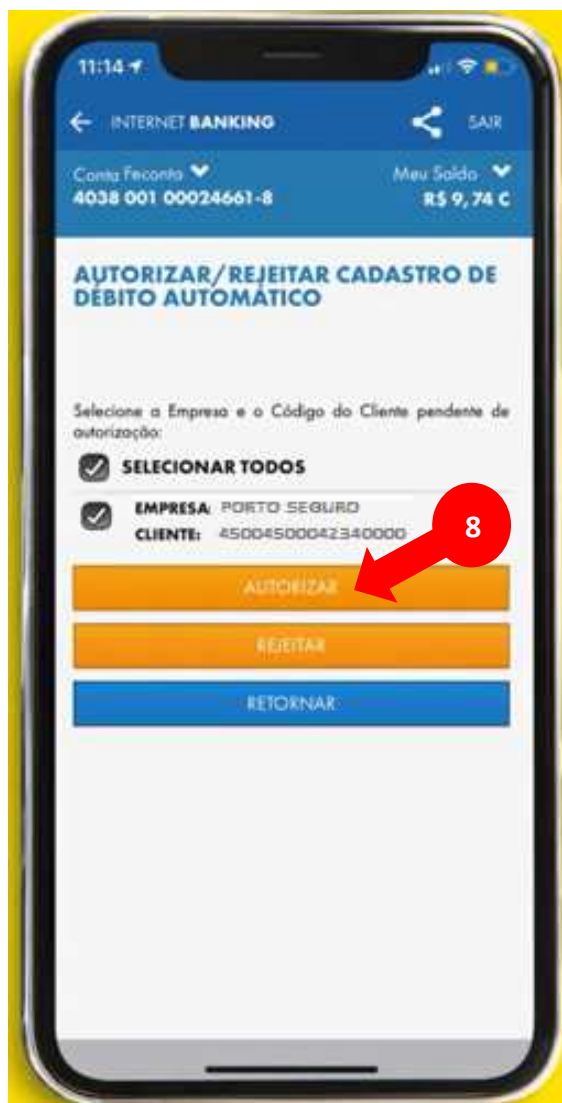 11:14
INTERNET BANKING
SAIR
Conta Feconta
Meu Saldo
4038 001 00024661-8
R$ 9,74 C
AUTORIZAR/REJEITAR CADASTRO DE
DÉBITO AUTOMÁTICO
Selecione a Empresa e o Código do Cliente pendente de
autorização:
SELECIONAR TODOS
EMPRESA: PORTO SEGURO
CLIENTE: 45004500042340000
8
AUTORIZAR
REJEITAR
RETORNAR